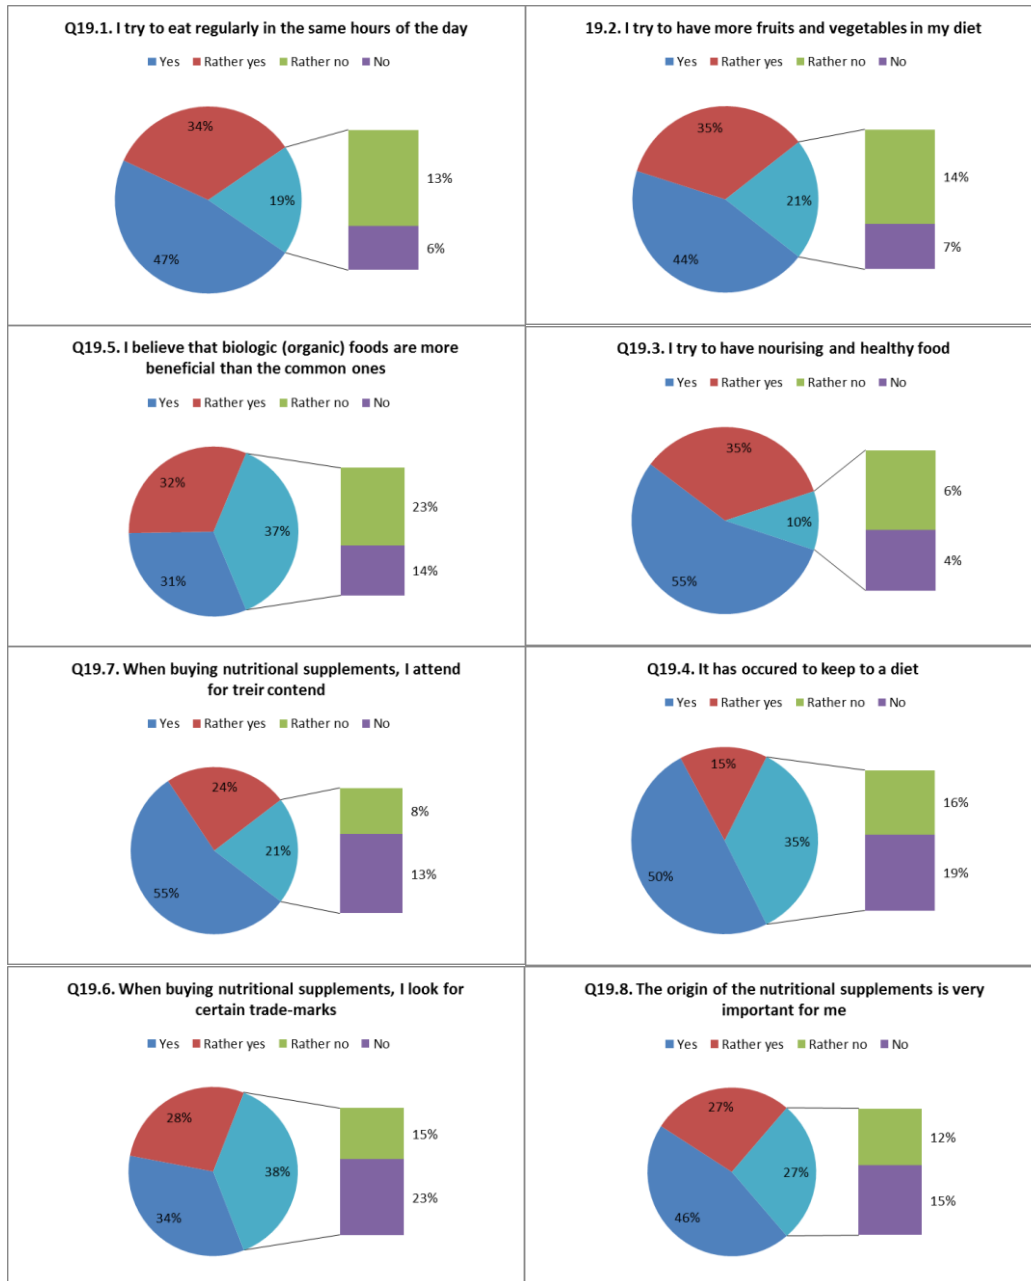 Q19.1. I try to eat regularly in the same hours of the day
Yes Rather yes Rather no No
34%
13%
19%
6%
47%
19.2. I try to have more fruits and vegetables in my diet
Yes Rather yes Rather no No
35%
14%
21%
7%
44%
Q19.5. I believe that biologic (organic) foods are more
beneficial than the common ones
Yes Rather yes Rather no No
32%
23%
37%
14%
31%
Q19.3. I try to have nourising and healthy food
Yes Rather yes Rather no No
35%
6%
10%
4%
55%
Q19.7. When buying nutritional supplements, I attend
for treir contend
Yes Rather yes Rather no No
24%
8%
21%
13%
55%
Q19.4. It has occured to keep to a diet
Yes Rather yes Rather no No
15%
16%
35%
19%
50%
Q19.6. When buying nutritional supplements, I look for
certain trade-marks
Yes Rather yes Rather no No
28%
15%
38%
23%
34%
Q19.8. The origin of the nutritional supplements is very
important for me
Yes Rather yes Rather no No
27%
12%
27%
15%
46%